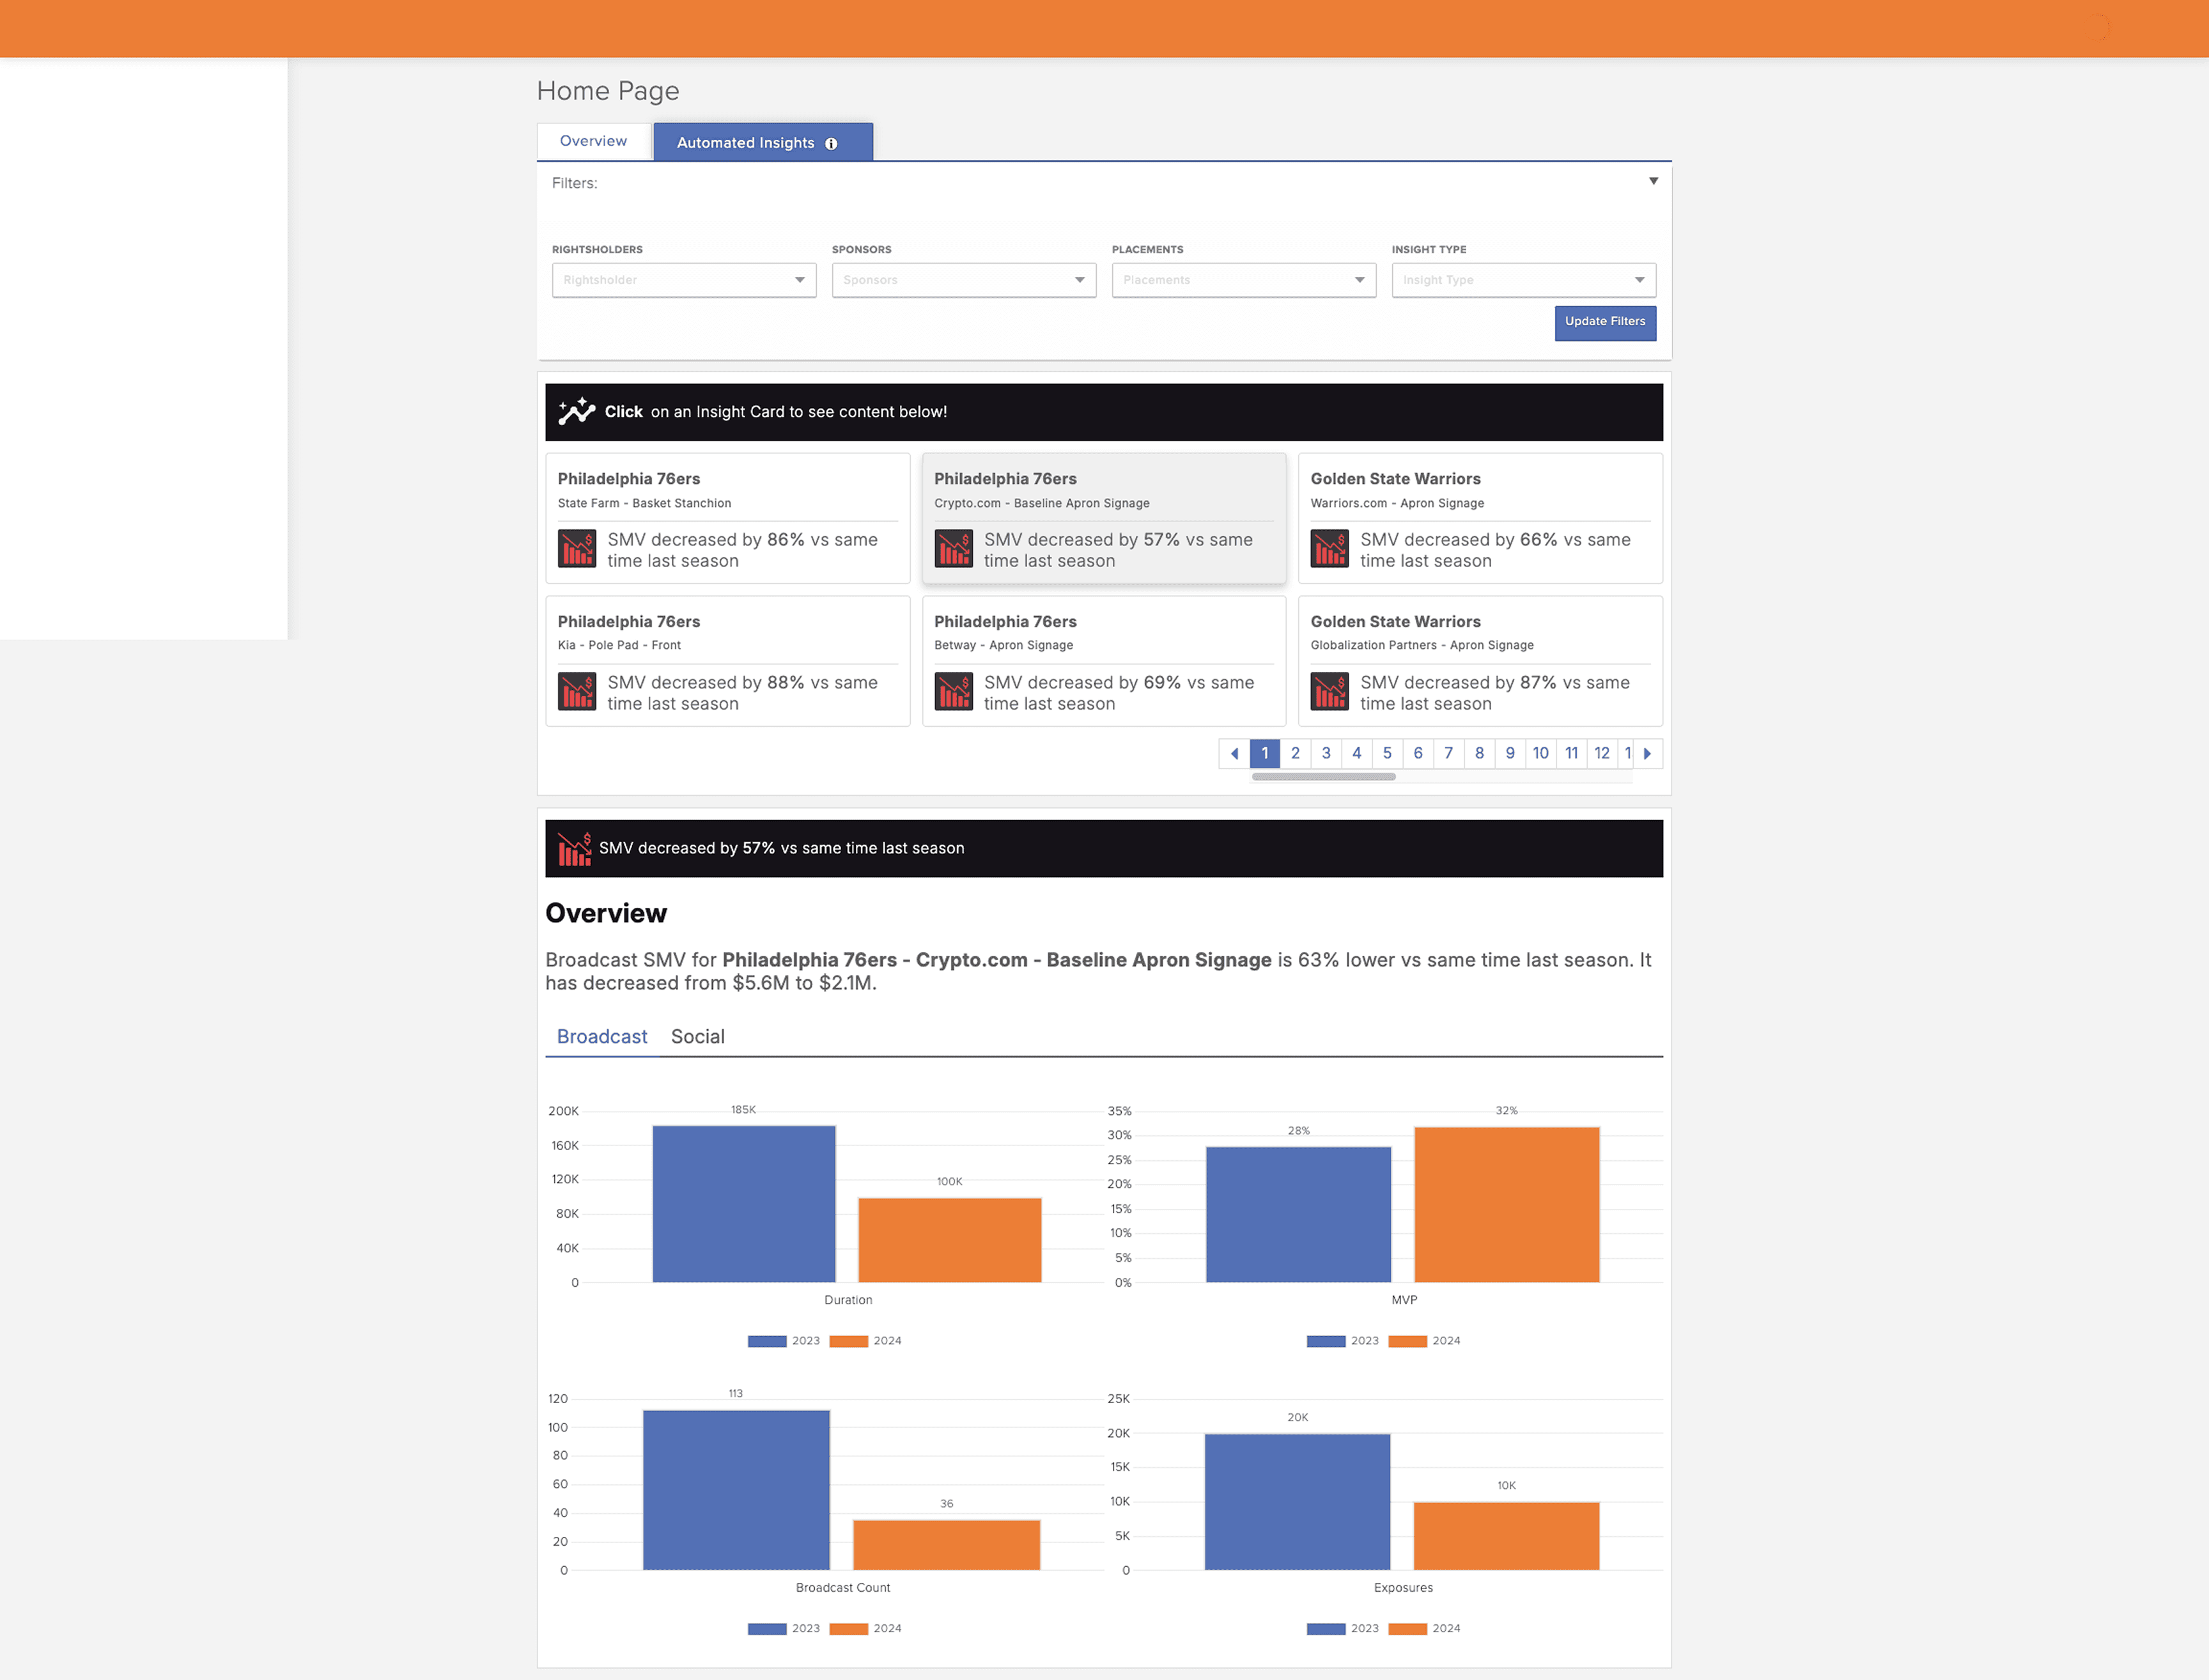 Home Page
Overview
Automated Insights i
Filters:
RIGHTSHOLDERS
SPONSORS
PLACEMENTS
INSIGHT TYPE
Rightsholder
Sponsors
Placements
Insight Type
Update Filters
Click on an Insight Card to see content below!
Philadelphia 76ers
State Farm - Basket Stanchion
SMV decreased by 86% vs same
time last season
Philadelphia 76ers
Crypto.com - Baseline Apron Signage
SMV decreased by 57% vs same
time last season
Golden State Warriors
Warriors.com - Apron Signage
SMV decreased by 66% vs same
time last season
Philadelphia 76ers
Kia - Pole Pad - Front
SMV decreased by 88% vs same
time last season
Philadelphia 76ers
Betway - Apron Signage
SMV decreased by 69% vs same
time last season
Golden State Warriors
Globalization Partners - Apron Signage
SMV decreased by 87% vs same
time last season
1 2 3 4 5 6 7 8 9 10 11 12 1
SMV decreased by 57% vs same time last season
Overview
Broadcast SMV for Philadelphia 76ers - Crypto.com - Baseline Apron Signage is 63% lower vs same time last season. It
has decreased from $5.6M to $2.1M.
Broadcast Social
200K
160K
120K
80K
40K
0
185K
100K
Duration
2023 2024
35%
30%
25%
20%
15%
10%
5%
0%
28%
32%
MVP
2023 2024
120
100
80
60
40
20
0
113
36
Broadcast Count
2023 2024
25K
20K
15K
10K
5K
0
20K
10K
Exposures
2023 2024